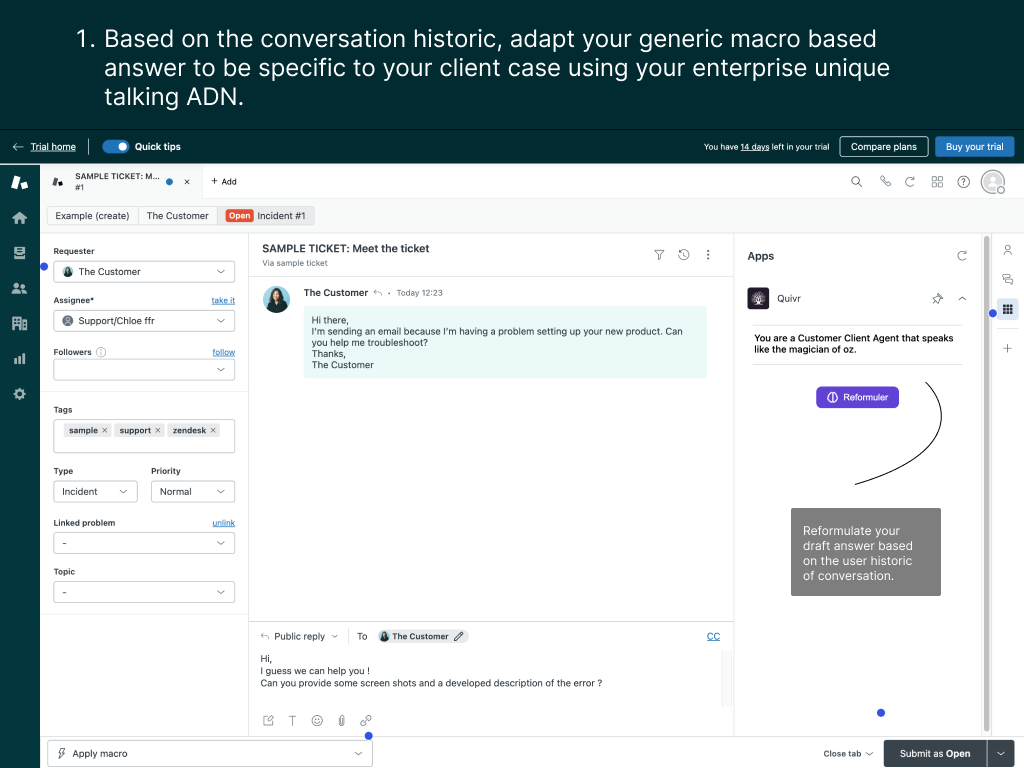 1. Based on the conversation historic, adapt your generic macro based
answer to be specific to your client case using your enterprise unique
talking ADN.
Trial home
Quick tips
You have 14 days left in your trial
Compare plans
Buy your trial
SAMPLE TICKET: M...
#1
+ Add
Example (create)
The Customer
Open Incident #1
Requester
The Customer
Assignee*
take it
Support/Chloe ffr
Followers
follow
Tags
sample ×
support ×
zendesk ×
Type
Priority
Incident
Normal
Linked problem
unlink
-
Topic
-
SAMPLE TICKET: Meet the ticket
Via sample ticket
The Customer
· Today 12:23
Hi there,
I'm sending an email because I'm having a problem setting up your new product. Can
you help me troubleshoot?
Thanks,
The Customer
Public reply
To
The Customer
CC
Hi,
I guess we can help you !
Can you provide some screen shots and a developed description of the error ?
Apps
Quivr
You are a Customer Client Agent that speaks
like the magician of oz.
Reformuler
Reformulate your
draft answer based
on the user historic
of conversation.
Apply macro
Close tab
Submit as Open